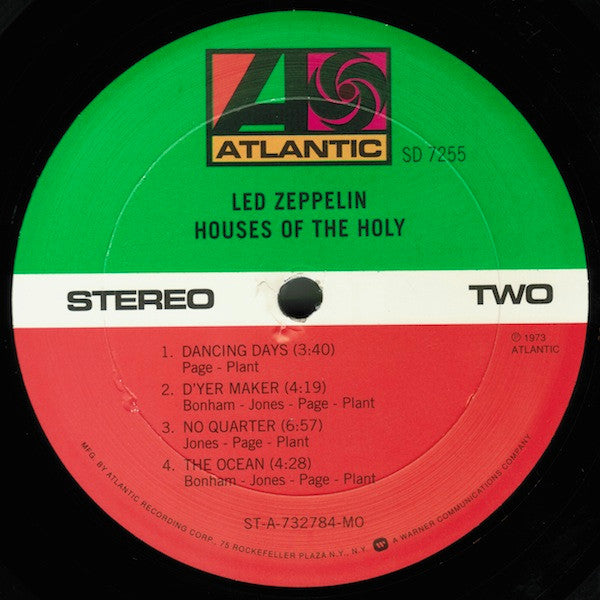 ATLANTIC
SD 7255
LED ZEPPELIN
HOUSES OF THE HOLY
STEREO
TWO
℗ 1973
ATLANTIC
1. DANCING DAYS (3:40)
Page - Plant
2. D'YER MAKER (4:19)
Bonham - Jones - Page - Plant
3. NO QUARTER (6:57)
Jones - Page - Plant
4. THE OCEAN (4:28)
Bonham - Jones - Page - Plant
ST-A-732784-MO
MFG. BY ATLANTIC RECORDING CORP., 75 ROCKEFELLER PLAZA N.Y., N.Y. A WARNER COMMUNICATIONS COMPANY